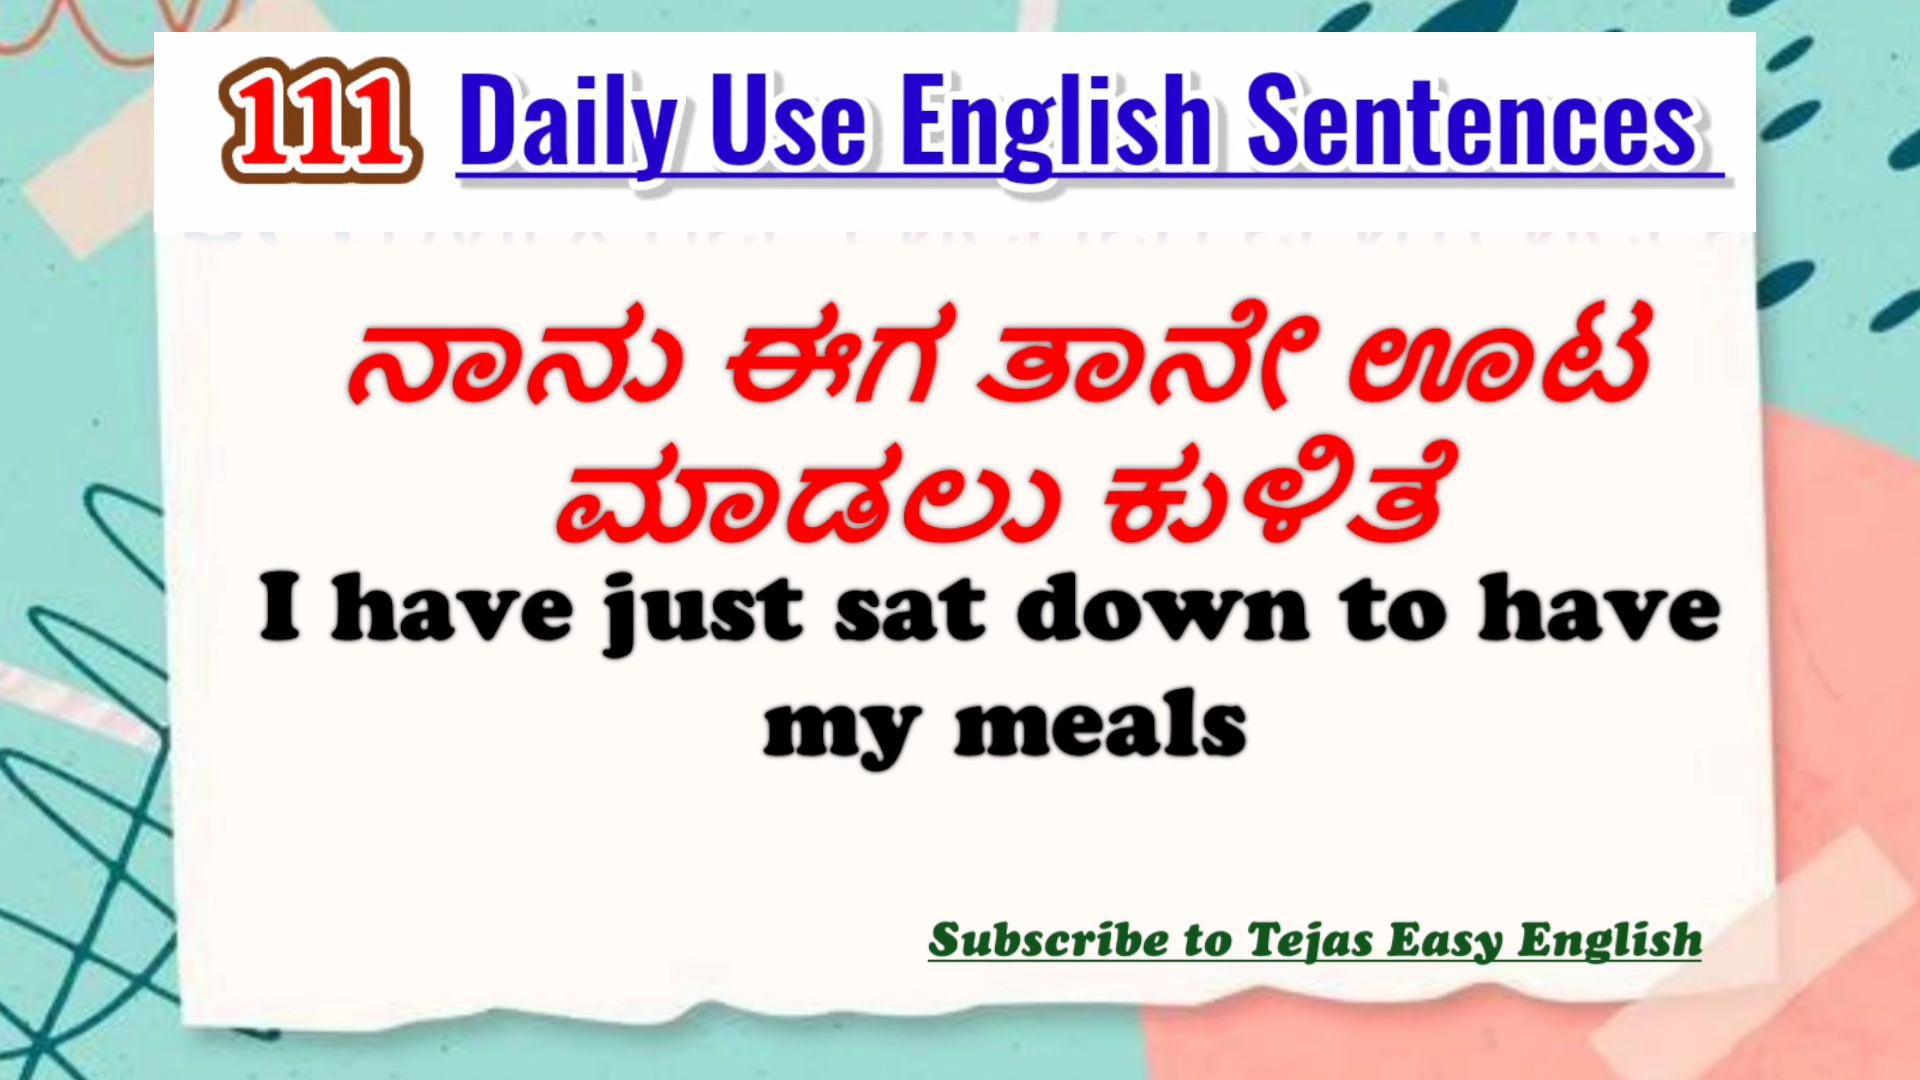 111 Daily Use English Sentences
ನಾನು ಈಗ ತಾನೇ ಊಟ
ಮಾಡಲು ಕುಳಿತೆ
I have just sat down to have
my meals
Subscribe to Tejas Easy English